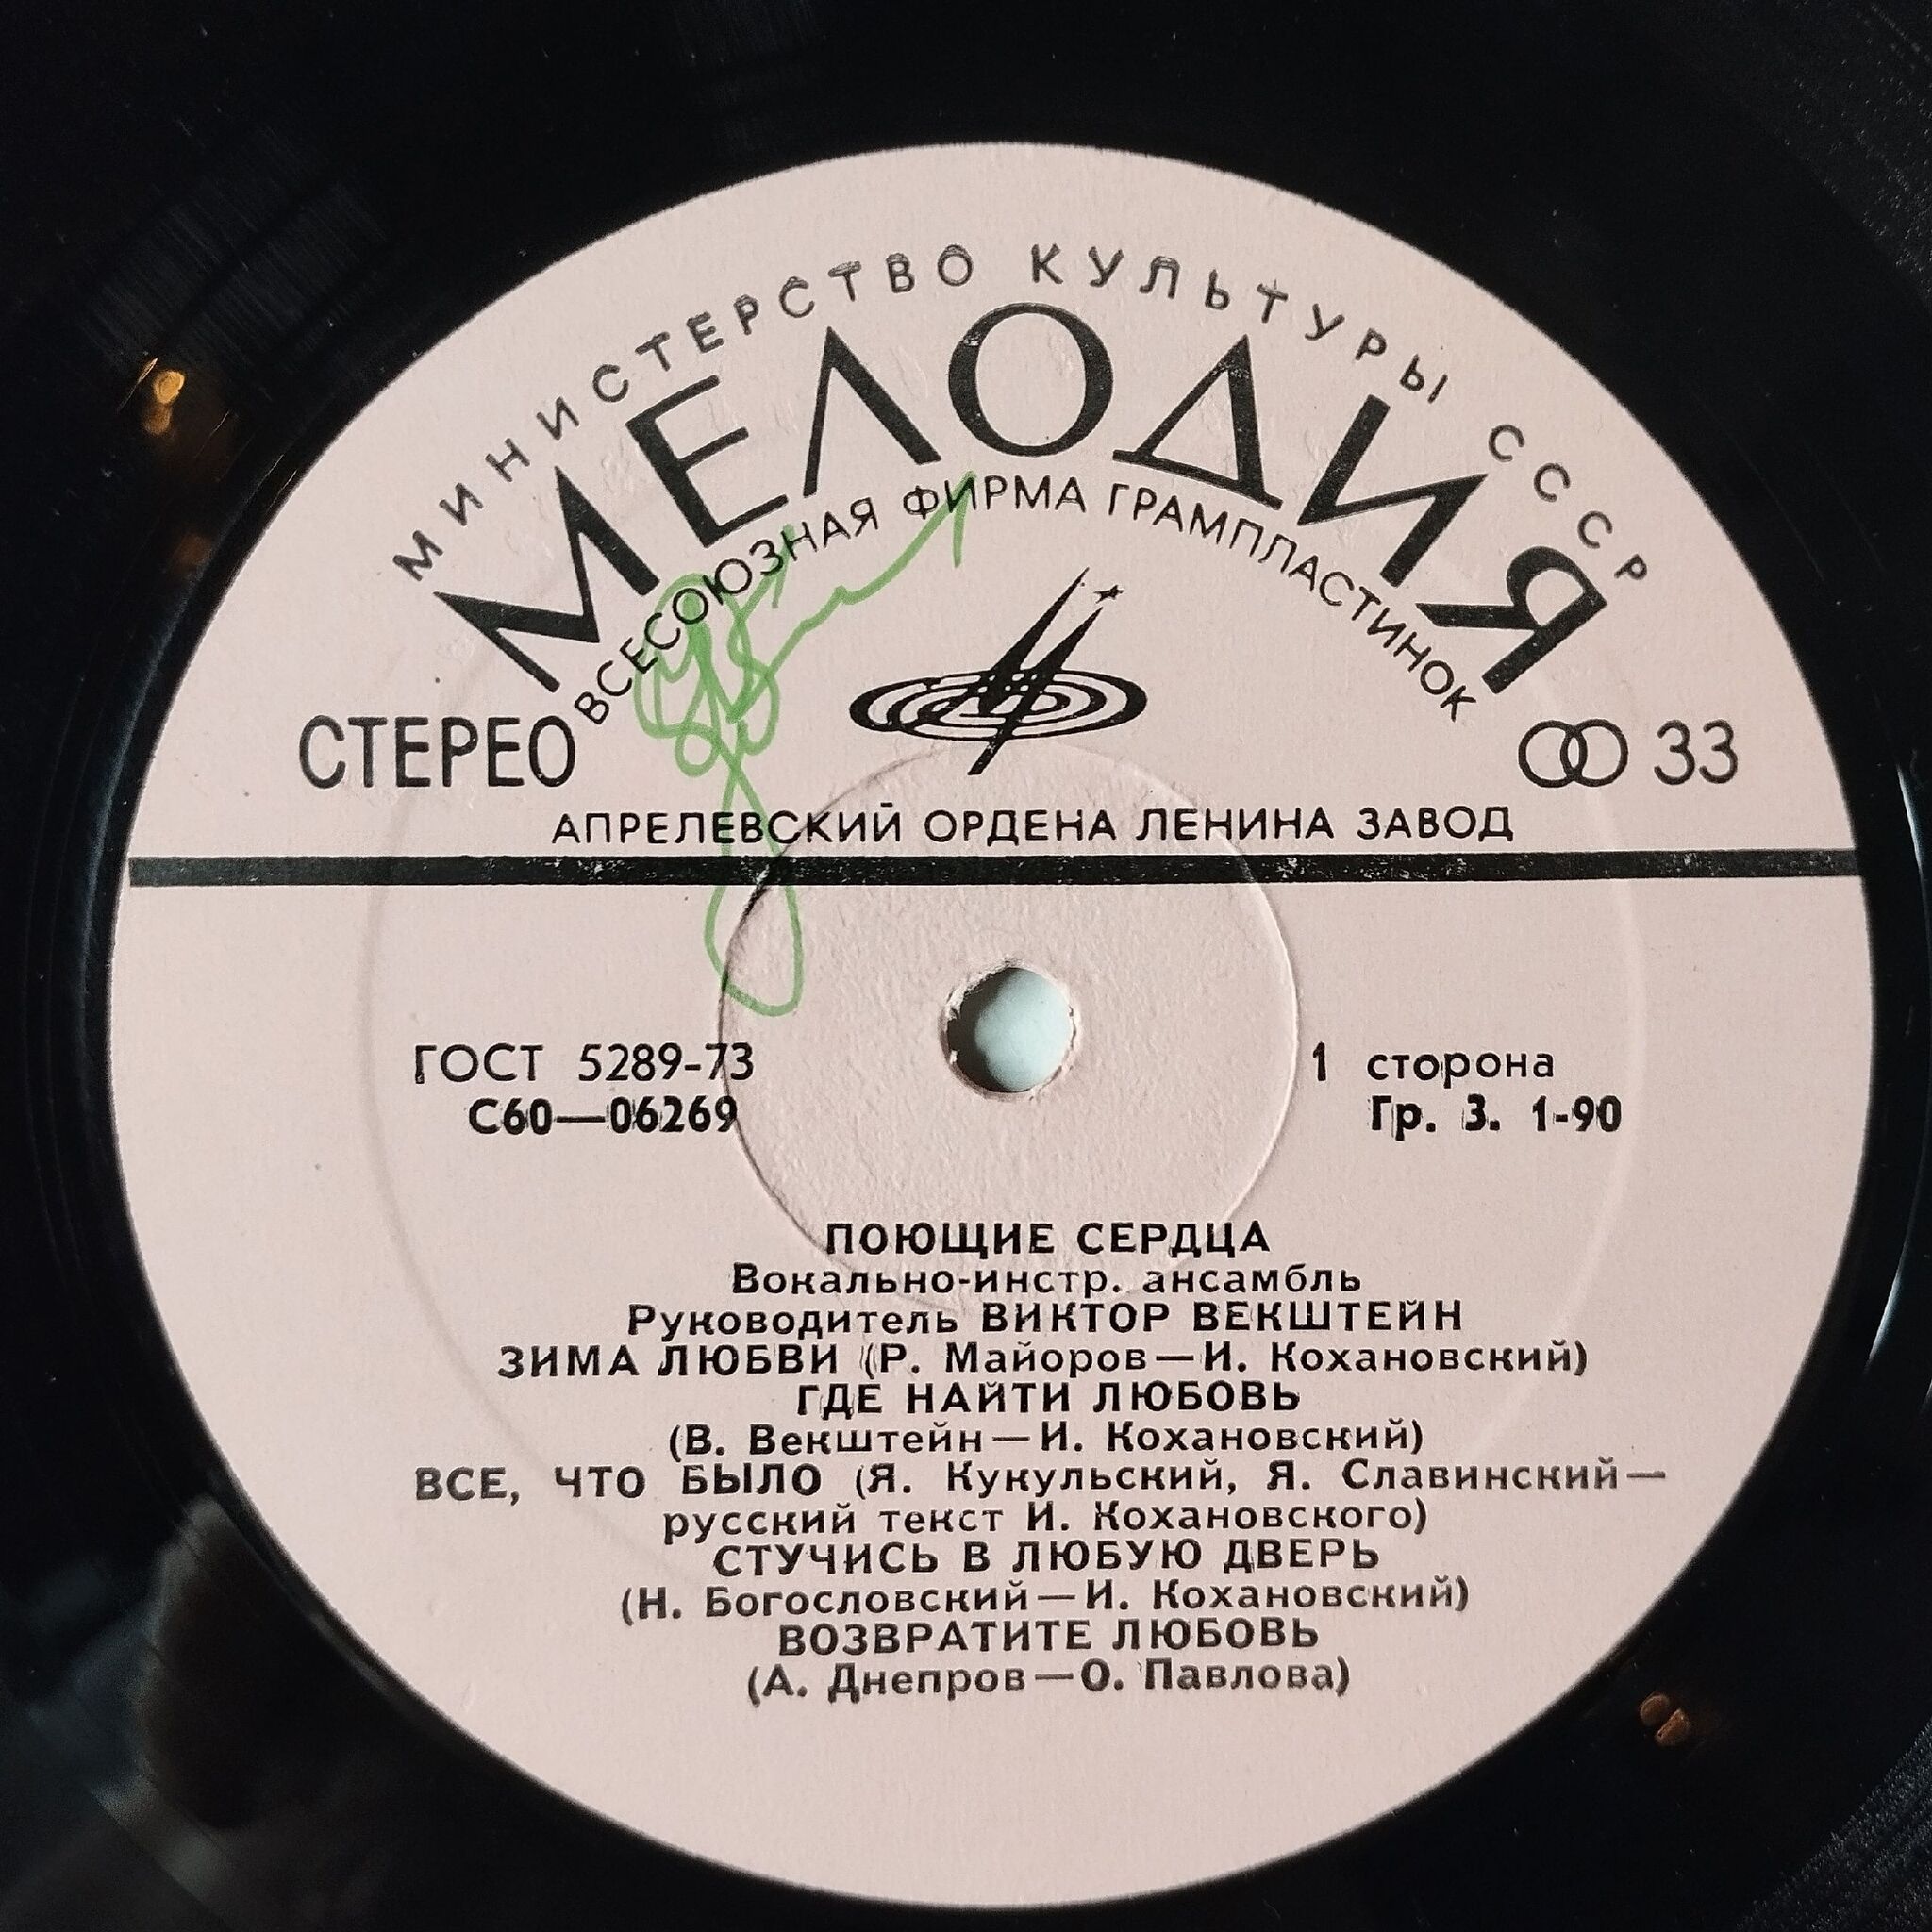 МИНИСТЕРСТВО КУЛЬТУРЫ СССР
МЕЛОДИЯ
ВСЕСОЮЗНАЯ ФИРМА ГРАМПЛАСТИНОК
СТЕРЕО
33
АПРЕЛЕВСКИЙ ОРДЕНА ЛЕНИНА ЗАВОД
ГОСТ 5289-73
1 сторона
С60—06269
Гр. 3. 1-90
ПОЮЩИЕ СЕРДЦА
Вокально-инстр. ансамбль
Руководитель ВИКТОР ВЕКШТЕЙН
ЗИМА ЛЮБВИ (Р. Майоров—И. Кохановский)
ГДЕ НАЙТИ ЛЮБОВЬ
(В. Векштейн—И. Кохановский)
ВСЕ, ЧТО БЫЛО (Я. Кукульский, Я. Славинский—
русский текст И. Кохановского)
СТУЧИСЬ В ЛЮБУЮ ДВЕРЬ
(Н. Богословский—И. Кохановский)
ВОЗВРАТИТЕ ЛЮБОВЬ
(А. Днепров—О. Павлова)